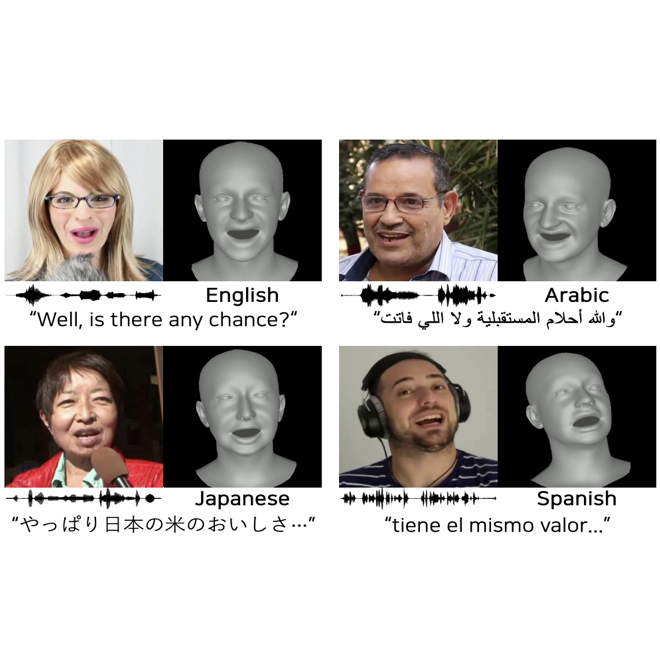 English
“Well, is there any chance?“
Arabic
“والله أحلام المستقبلية ولا اللي فاتت“
Japanese
“やっぱり日本の米のおいしさ…”
Spanish
“tiene el mismo valor...”